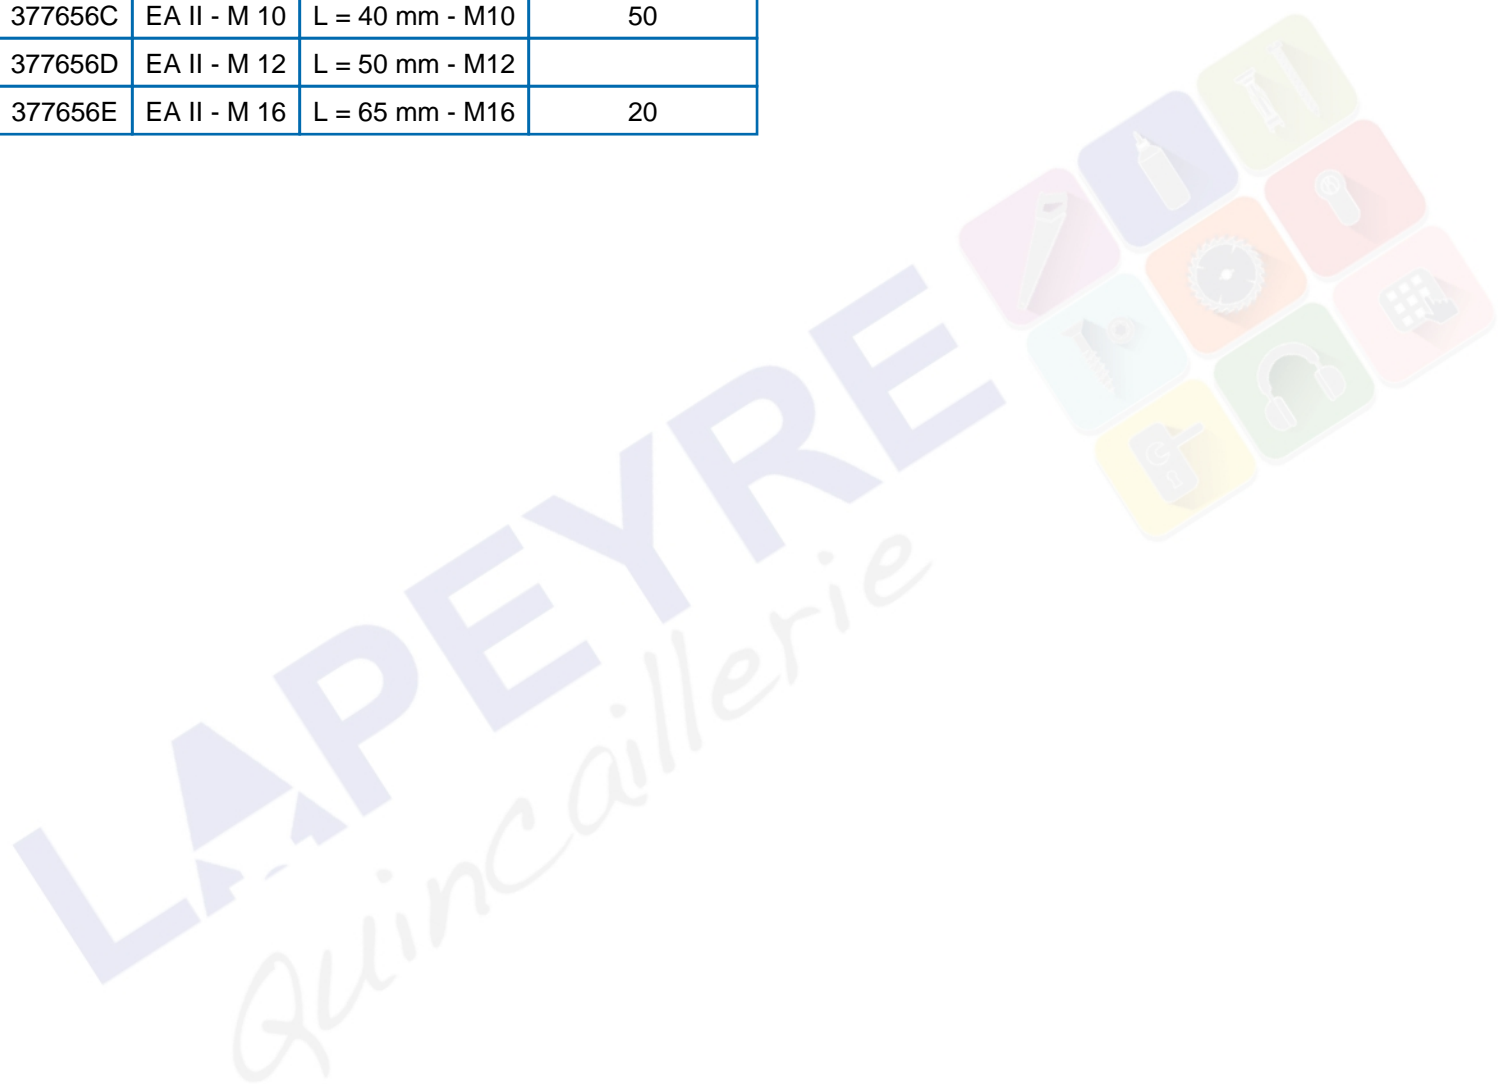 377656C EA II - M 10 L = 40 mm - M10 50
377656D EA II - M 12 L = 50 mm - M12
377656E EA II - M 16 L = 65 mm - M16 20
LAPEYRE
Quincaillerie